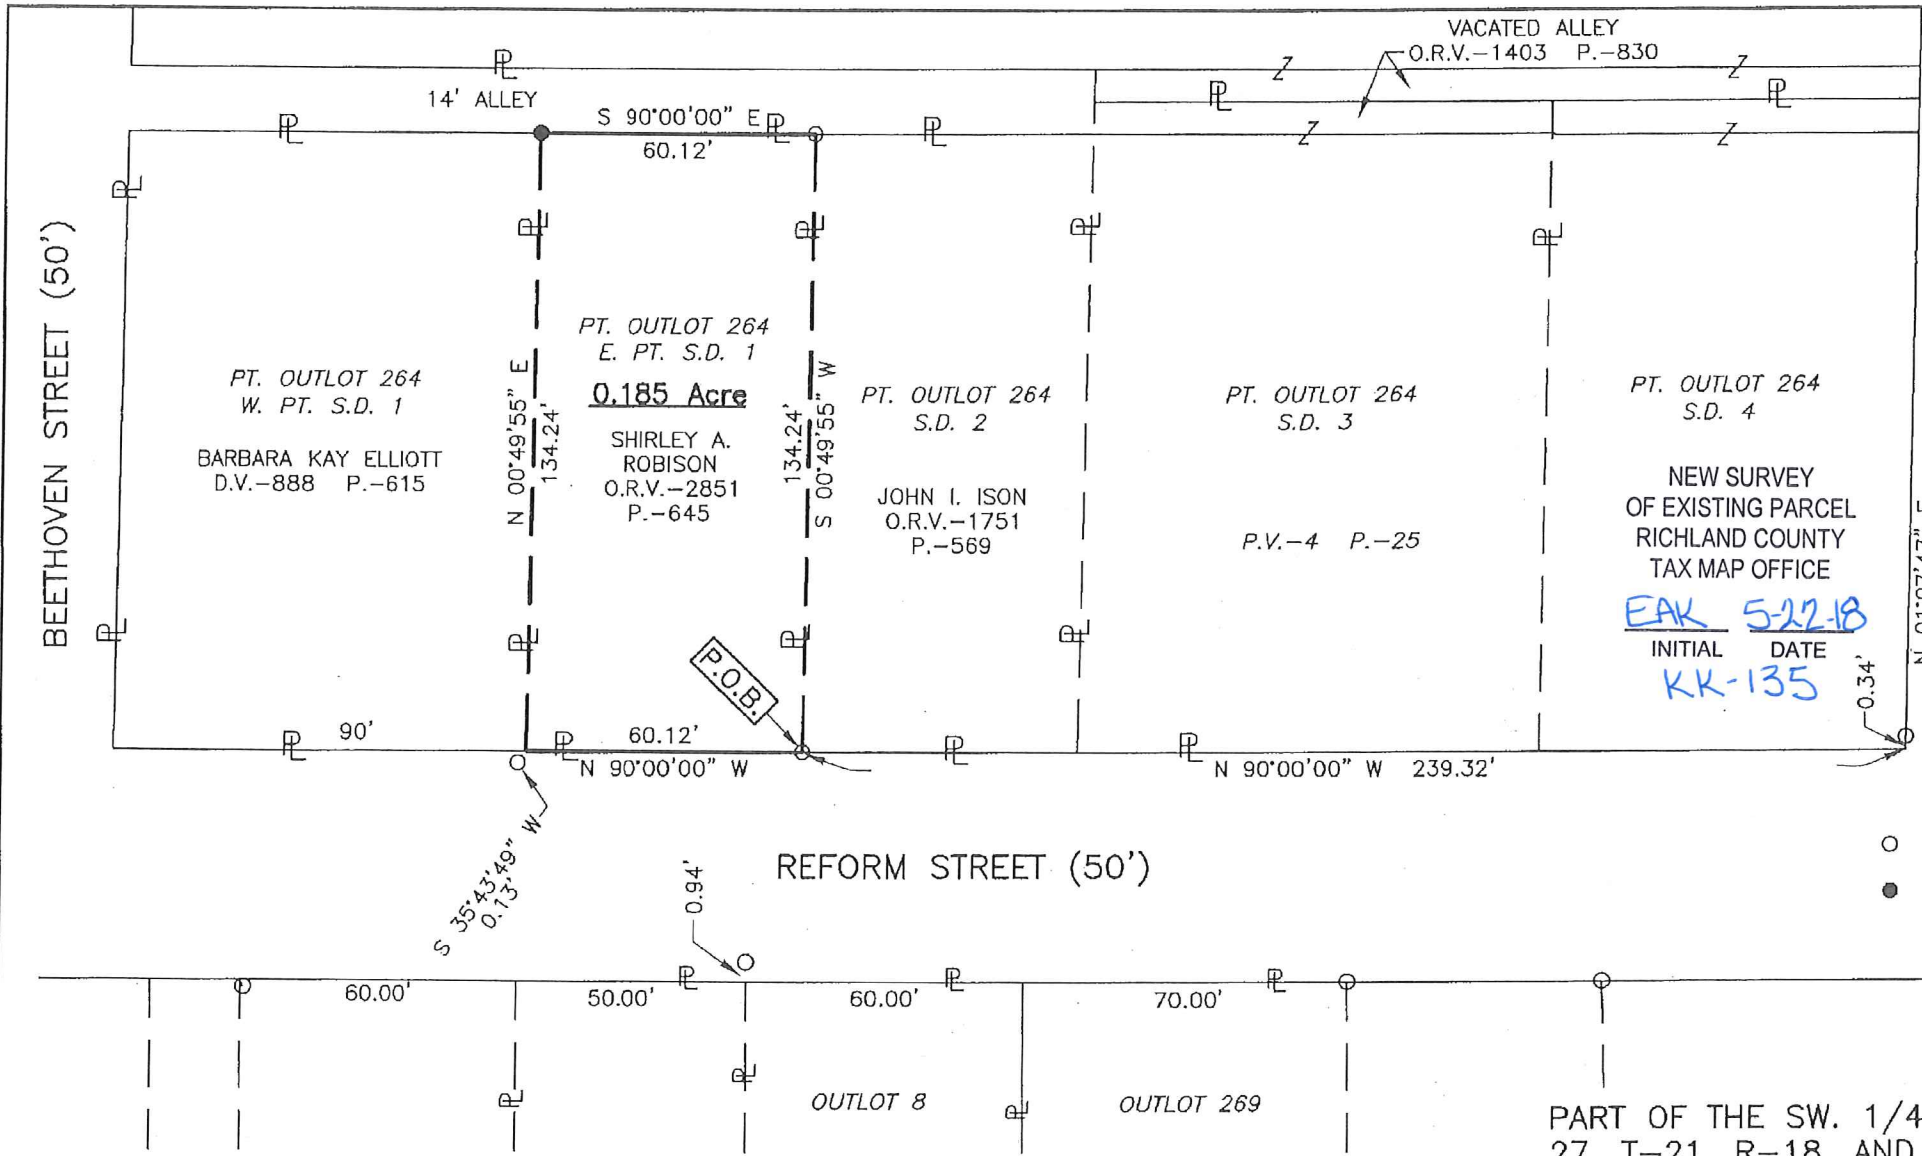 VACATED ALLEY
O.R.V.-1403 P.-830
14' ALLEY
S 90°00'00" E
60.12'
BEETHOVEN STREET (50')
PT. OUTLOT 264
W. PT. S.D. 1
BARBARA KAY ELLIOTT
D.V.-888 P.-615
N 00°49'55" E
134.24'
PT. OUTLOT 264
E. PT. S.D. 1
0.185 Acre
SHIRLEY A.
ROBISON
O.R.V.-2851
P.-645
134.24'
S 00°49'55" W
PT. OUTLOT 264
S.D. 2
JOHN I. ISON
O.R.V.-1751
P.-569
PT. OUTLOT 264
S.D. 3
P.V.-4 P.-25
PT. OUTLOT 264
S.D. 4
NEW SURVEY
OF EXISTING PARCEL
RICHLAND COUNTY
TAX MAP OFFICE
EAK 5-22-18
INITIAL DATE
KK-135
0.34'
P.O.B.
90'
60.12'
N 90°00'00" W
N 90°00'00" W 239.32'
S 35°43'49" W
0.13'
0.94'
REFORM STREET (50')
60.00'
50.00'
60.00'
70.00'
OUTLOT 8
OUTLOT 269
PART OF THE SW. 1/4
27, T-21, R-18, AND